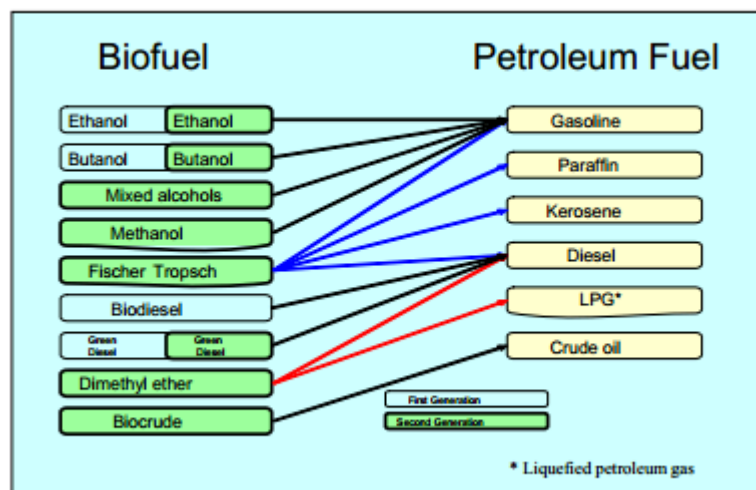 Biofuel
Petroleum Fuel
Ethanol Ethanol
Gasoline
Butanol Butanol
Paraffin
Mixed alcohols
Kerosene
Methanol
Diesel
Fischer Tropsch
LPG*
Biodiesel
Crude oil
Green Green
Diesel Diesel
Dimethyl ether
First Generation
Biocrude
Second Generation
* Liquefied petroleum gas